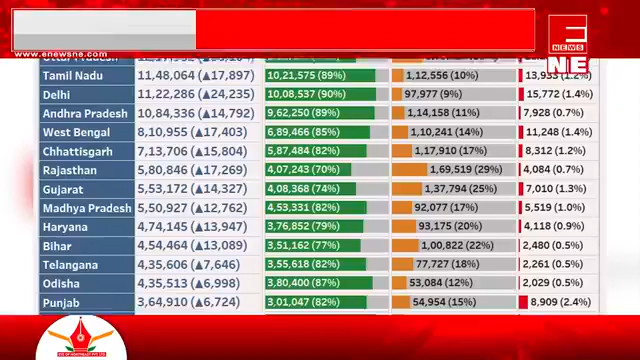 www.enewsne.com
E
NEWS
NE
Tamil Nadu 11,48,064 (▲17,897) 10,21,575 (89%) 1,12,556 (10%) 13,933 (1.2%)
Delhi 11,22,286 (▲24,235) 10,08,537 (90%) 97,977 (9%) 15,772 (1.4%)
Andhra Pradesh 10,84,336 (▲14,792) 9,62,250 (89%) 1,14,158 (11%) 7,928 (0.7%)
West Bengal 8,10,955 (▲17,403) 6,89,466 (85%) 1,10,241 (14%) 11,248 (1.4%)
Chhattisgarh 7,13,706 (▲15,804) 5,87,484 (82%) 1,17,910 (17%) 8,312 (1.2%)
Rajasthan 5,80,846 (▲17,269) 4,07,243 (70%) 1,69,519 (29%) 4,084 (0.7%)
Gujarat 5,53,172 (▲14,327) 4,08,368 (74%) 1,37,794 (25%) 7,010 (1.3%)
Madhya Pradesh 5,50,927 (▲12,762) 4,53,331 (82%) 92,077 (17%) 5,519 (1.0%)
Haryana 4,74,145 (▲13,947) 3,76,852 (79%) 93,175 (20%) 4,118 (0.9%)
Bihar 4,54,464 (▲13,089) 3,51,162 (77%) 1,00,822 (22%) 2,480 (0.5%)
Telangana 4,35,606 (▲7,646) 3,55,618 (82%) 77,727 (18%) 2,261 (0.5%)
Odisha 4,35,513 (▲6,998) 3,80,400 (87%) 53,084 (12%) 2,029 (0.5%)
Punjab 3,64,910 (▲6,724) 3,01,047 (82%) 54,954 (15%) 8,909 (2.4%)
EYE OF NORTHEAST PVT LTD